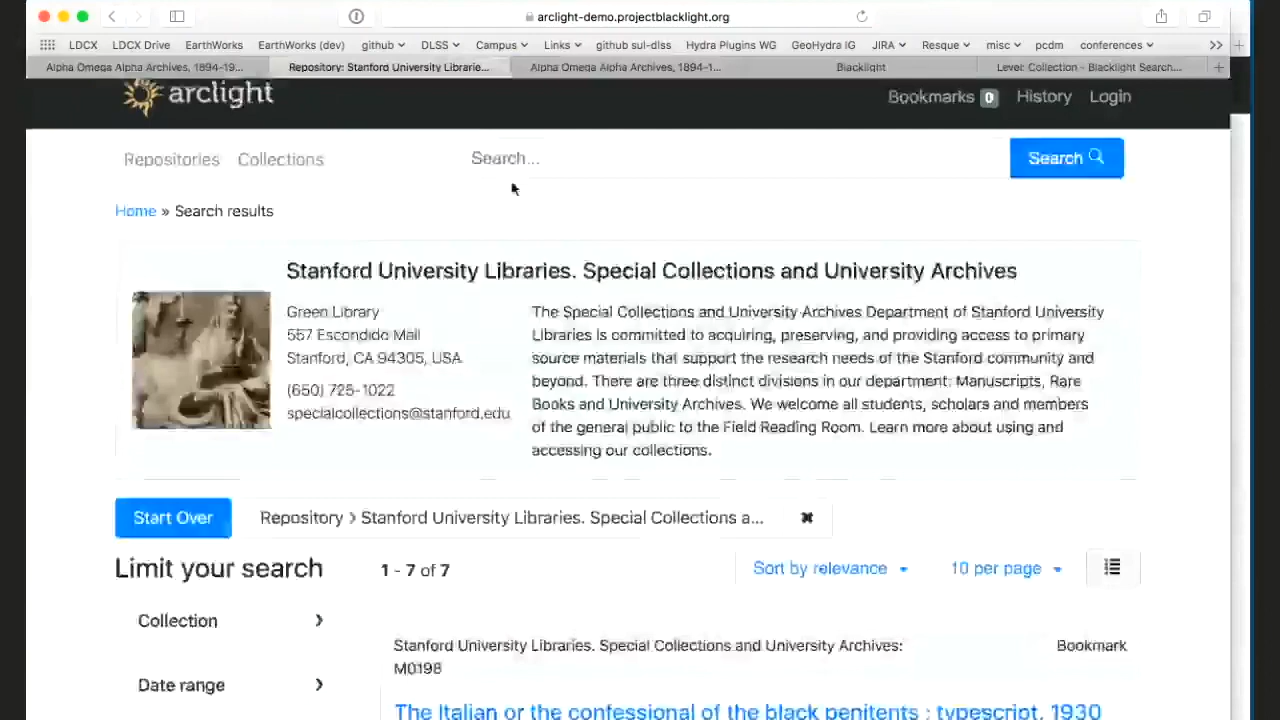 arclight-demo.projectblacklight.org
LDCX LDCX Drive EarthWorks EarthWorks (dev) github DLSS Campus Links github sul-dlss Hydra Plugins WG GeoHydra IG JIRA Resque misc pcdm conferences
Alpha Omega Alpha Archives, 1894-19... Repository: Stanford University Librarie... Alpha Omega Alpha Archives, 1894-1... Blacklight Level: Collection - Blacklight Search...
arclight Bookmarks 0 History Login
Repositories Collections Search... Search
Home » Search results
Stanford University Libraries. Special Collections and University Archives
Green Library
557 Escondido Mall
Stanford, CA 94305, USA
(650) 725-1022
specialcollections@stanford.edu
The Special Collections and University Archives Department of Stanford University
Libraries is committed to acquiring, preserving, and providing access to primary
source materials that support the research needs of the Stanford community and
beyond. There are three distinct divisions in our department: Manuscripts, Rare
Books and University Archives. We welcome all students, scholars and members
of the general public to the Field Reading Room. Learn more about using and
accessing our collections.
Start Over Repository Stanford University Libraries. Special Collections a... ✖
Limit your search 1 - 7 of 7 Sort by relevance 10 per page
Collection
Date range
Stanford University Libraries. Special Collections and University Archives: Bookmark
M0198
The Italian or the confessional of the black penitents : typescript, 1930